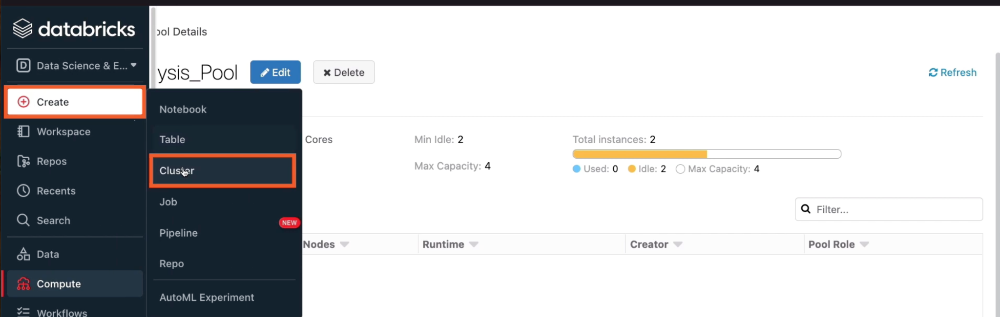 databricks
Data Science & E...
Create
Workspace
Repos
Recents
Search
Data
Compute
Workflows
Notebook
Table
Cluster
Job
NEW
Pipeline
Repo
AutoML Experiment
ool Details
ysis_Pool
Edit
Delete
Refresh
Cores
Min Idle: 2
Max Capacity: 4
Total instances: 2
Used: 0 Idle: 2 Max Capacity: 4
Filter...
Nodes Runtime Creator Pool Role